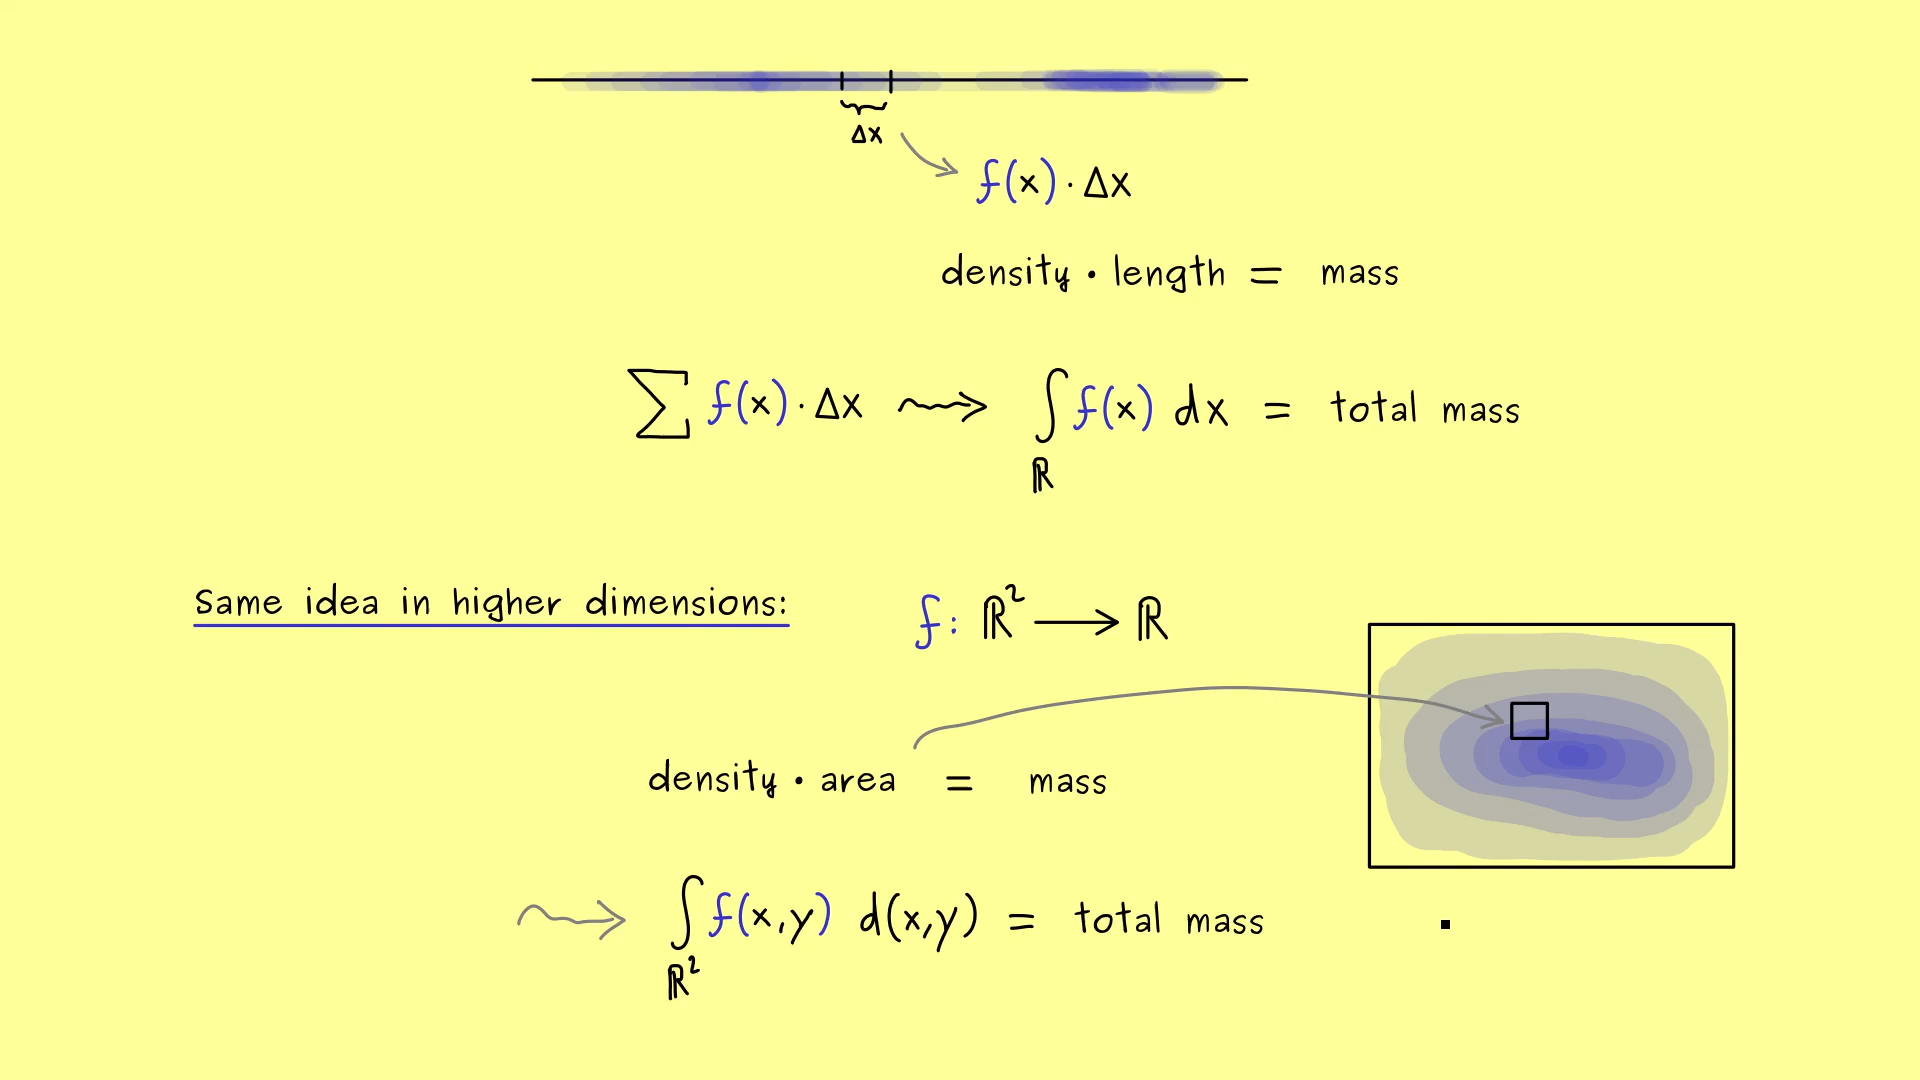 Δx
f(x) · Δx
density · length = mass
∑ f(x) · Δx ⇝ ∫ f(x) dx = total mass
ℝ
Same idea in higher dimensions: f: ℝ² ⟶ ℝ
density · area = mass
⇝ ∫ f(x,y) d(x,y) = total mass
ℝ²